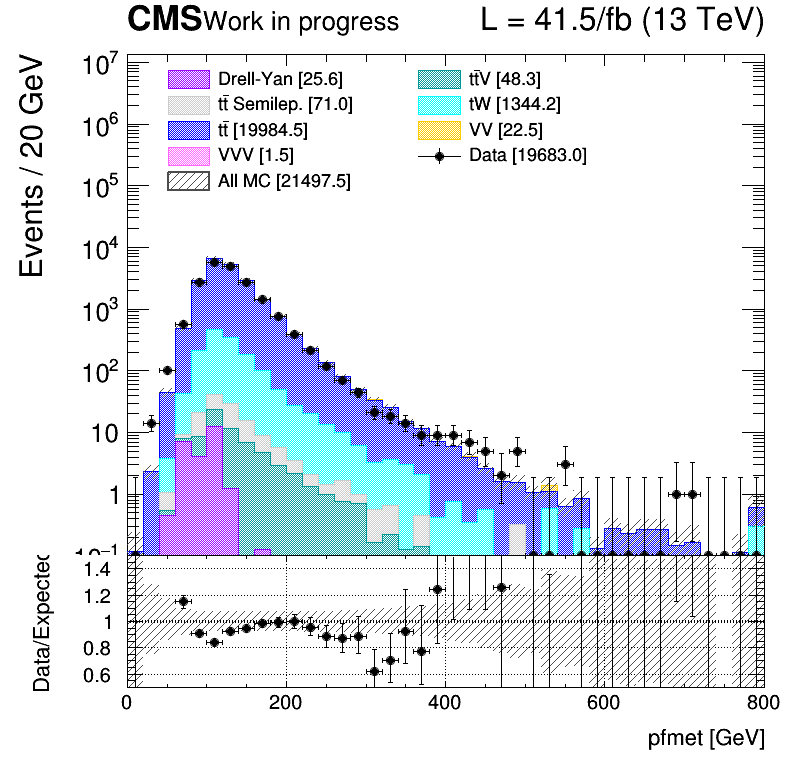 CMS Work in progress L = 41.5/fb (13 TeV)
Events / 20 GeV
Drell-Yan [25.6]
tt̄ Semilep. [71.0]
tt̄ [19984.5]
VVV [1.5]
All MC [21497.5]
tt̄V [48.3]
tW [1344.2]
VV [22.5]
Data [19683.0]
10⁷
10⁶
10⁵
10⁴
10³
10²
10
1
10⁻¹
Data/Expected
1.4
1.2
1
0.8
0.6
0 200 400 600 800
pfmet [GeV]